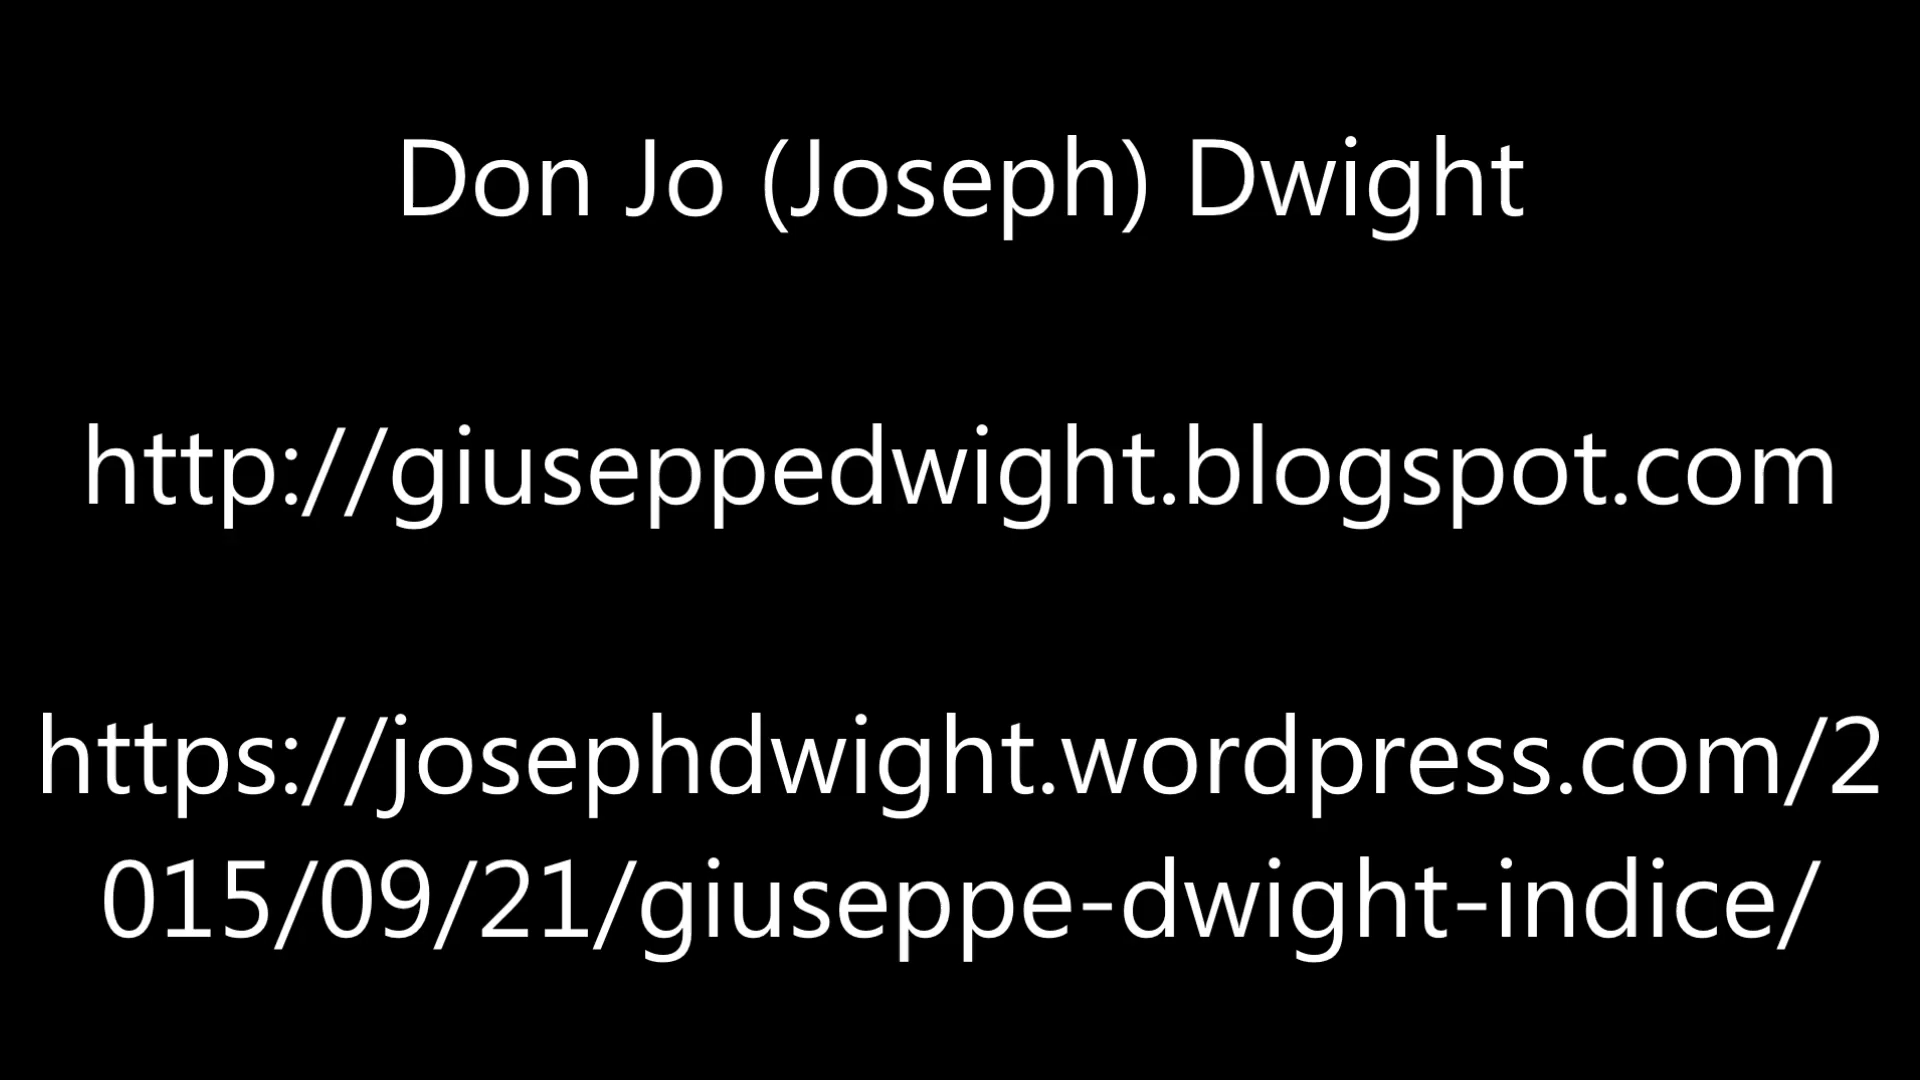 Don Jo (Joseph) Dwight
http://giuseppedwight.blogspot.com
https://josephdwight.wordpress.com/2
015/09/21/giuseppe-dwight-indice/